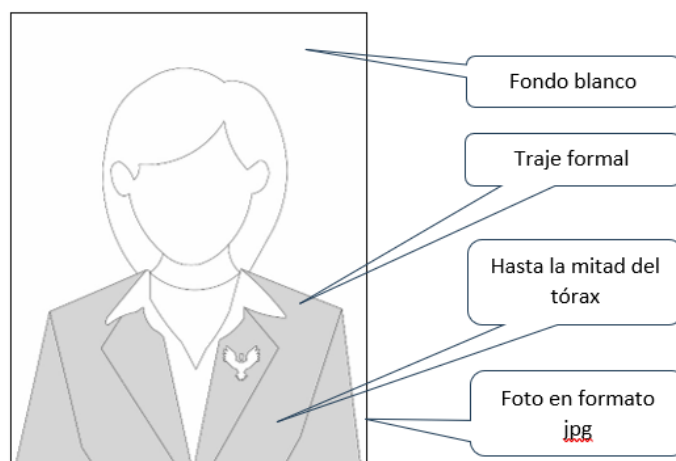 Fondo blanco
Traje formal
Hasta la mitad del
tórax
Foto en formato
jpg